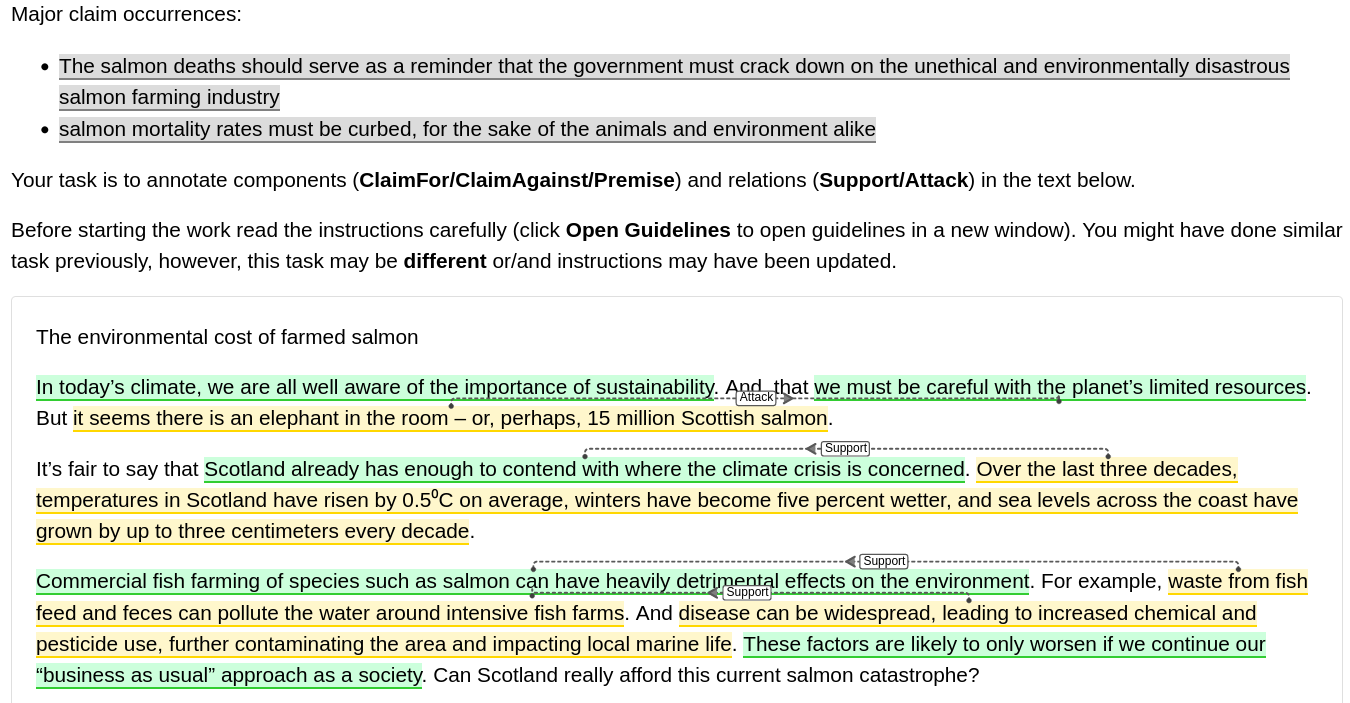 Major claim occurrences:
• The salmon deaths should serve as a reminder that the government must crack down on the unethical and environmentally disastrous
salmon farming industry
• salmon mortality rates must be curbed, for the sake of the animals and environment alike
Your task is to annotate components (ClaimFor/ClaimAgainst/Premise) and relations (Support/Attack) in the text below.
Before starting the work read the instructions carefully (click Open Guidelines to open guidelines in a new window). You might have done similar
task previously, however, this task may be different or/and instructions may have been updated.
The environmental cost of farmed salmon
In today’s climate, we are all well aware of the importance of sustainability. And, that we must be careful with the planet’s limited resources.
Attack
But it seems there is an elephant in the room – or, perhaps, 15 million Scottish salmon.
Support
It’s fair to say that Scotland already has enough to contend with where the climate crisis is concerned. Over the last three decades,
temperatures in Scotland have risen by 0.5⁰C on average, winters have become five percent wetter, and sea levels across the coast have
grown by up to three centimeters every decade.
Support
Commercial fish farming of species such as salmon can have heavily detrimental effects on the environment. For example, waste from fish
Support
feed and feces can pollute the water around intensive fish farms. And disease can be widespread, leading to increased chemical and
pesticide use, further contaminating the area and impacting local marine life. These factors are likely to only worsen if we continue our
“business as usual” approach as a society. Can Scotland really afford this current salmon catastrophe?